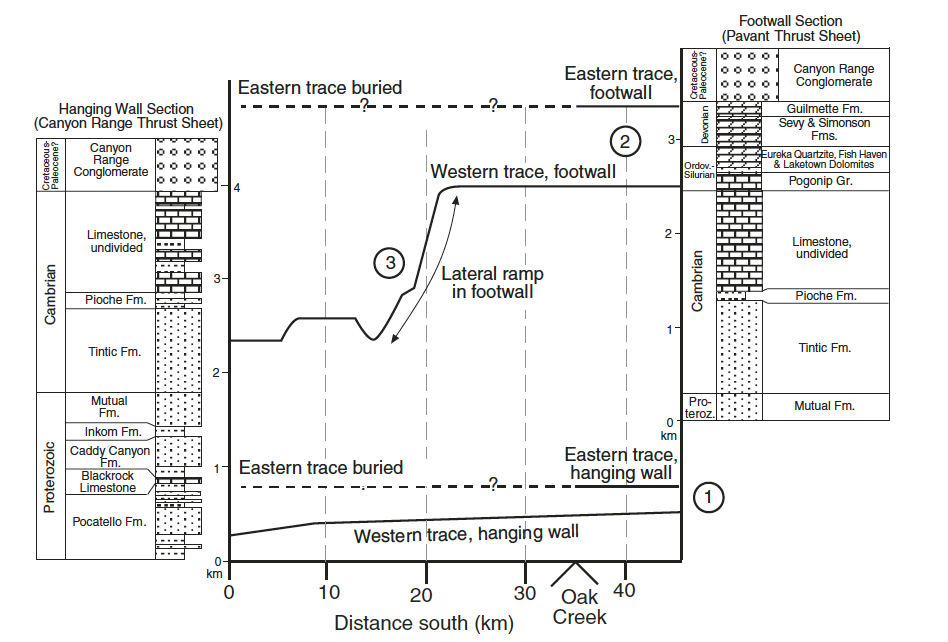 Footwall Section
(Pavant Thrust Sheet)
Cretaceous-
Paleocene?
Canyon Range
Conglomerate
Devonian
Guilmette Fm.
Sevy & Simonson
Fms.
Ordov.-
Silurian
Eureka Quartzite, Fish Haven
& Laketown Dolomites
Pogonip Gr.
Cambrian
Limestone,
undivided
Pioche Fm.
Tintic Fm.
Pro-
teroz.
Mutual Fm.
3
2
1
0
km
Hanging Wall Section
(Canyon Range Thrust Sheet)
Cretaceous-
Paleocene?
Canyon
Range
Conglomerate
Cambrian
Limestone,
undivided
Pioche Fm.
Tintic Fm.
Proterozoic
Mutual
Fm.
Inkom Fm.
Caddy Canyon
Fm.
Blackrock
Limestone
Pocatello Fm.
4
3
2
1
0
km
Eastern trace buried
? ?
Eastern trace,
footwall
2
Western trace, footwall
3
Lateral ramp
in footwall
Eastern trace buried
?
Eastern trace,
hanging wall
1
Western trace, hanging wall
0 10 20 30 40
Oak
Creek
Distance south (km)